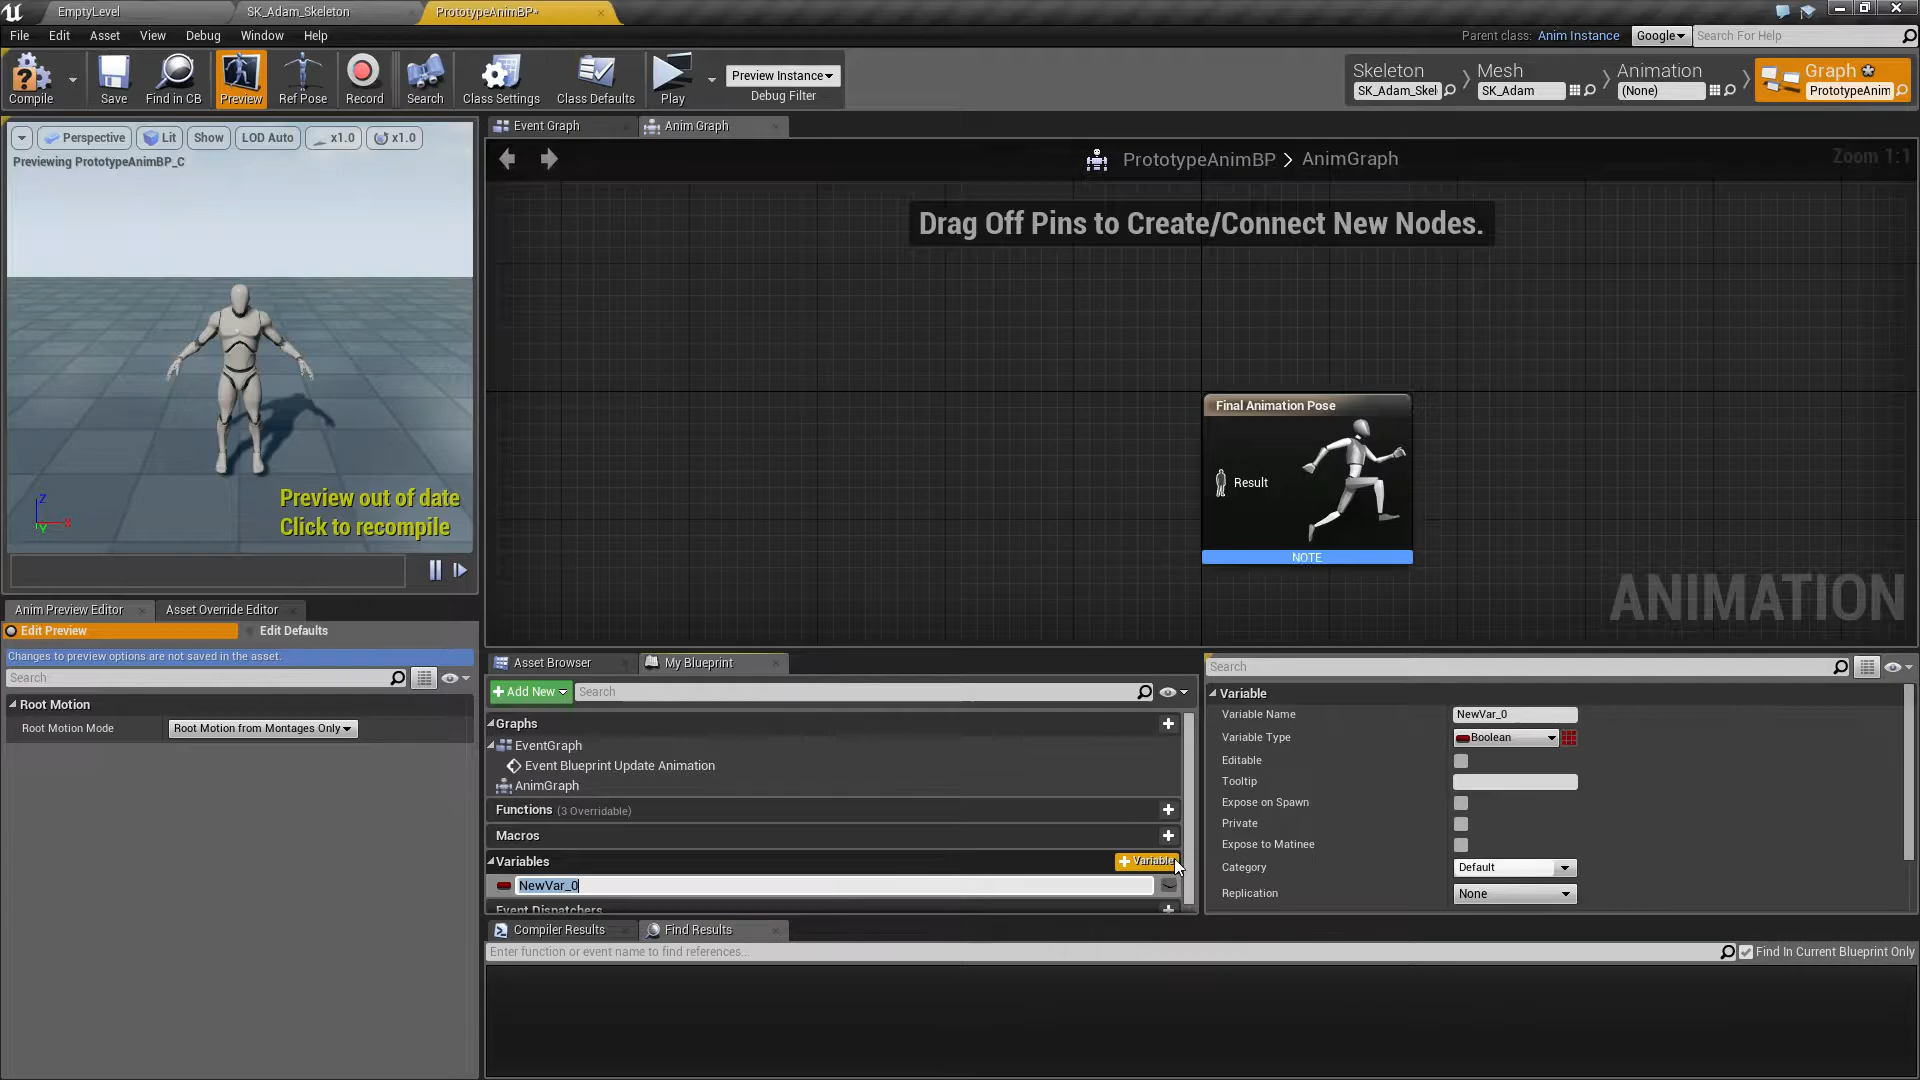 EmptyLevel
SK_Adam_Skeleton
PrototypeAnimBP*
File Edit Asset View Debug Window Help
Parent class: Anim Instance
Google
Search For Help
Compile
Save
Find in CB
Preview
Ref Pose
Record
Search
Class Settings
Class Defaults
Play
Preview Instance
Debug Filter
Skeleton
SK_Adam_Skel
Mesh
SK_Adam
Animation
(None)
Graph
PrototypeAnim
Perspective
Lit
Show
LOD Auto
x1.0
x1.0
Previewing PrototypeAnimBP_C
Z
X
Y
Preview out of date
Click to recompile
Event Graph
Anim Graph
PrototypeAnimBP > AnimGraph
Zoom 1:1
Drag Off Pins to Create/Connect New Nodes.
Final Animation Pose
Result
NOTE
ANIMATION
Anim Preview Editor
Asset Override Editor
Edit Preview
Edit Defaults
Changes to preview options are not saved in the asset.
Search
Root Motion
Root Motion Mode
Root Motion from Montages Only
Asset Browser
My Blueprint
+ Add New
Search
Graphs
EventGraph
Event Blueprint Update Animation
AnimGraph
Functions (3 Overridable)
Macros
Variables
+ Variable
NewVar_0
Event Dispatchers
Search
Variable
Variable Name NewVar_0
Variable Type Boolean
Editable
Tooltip
Expose on Spawn
Private
Expose to Matinee
Category Default
Replication None
Compiler Results
Find Results
Enter function or event name to find references...
Find In Current Blueprint Only